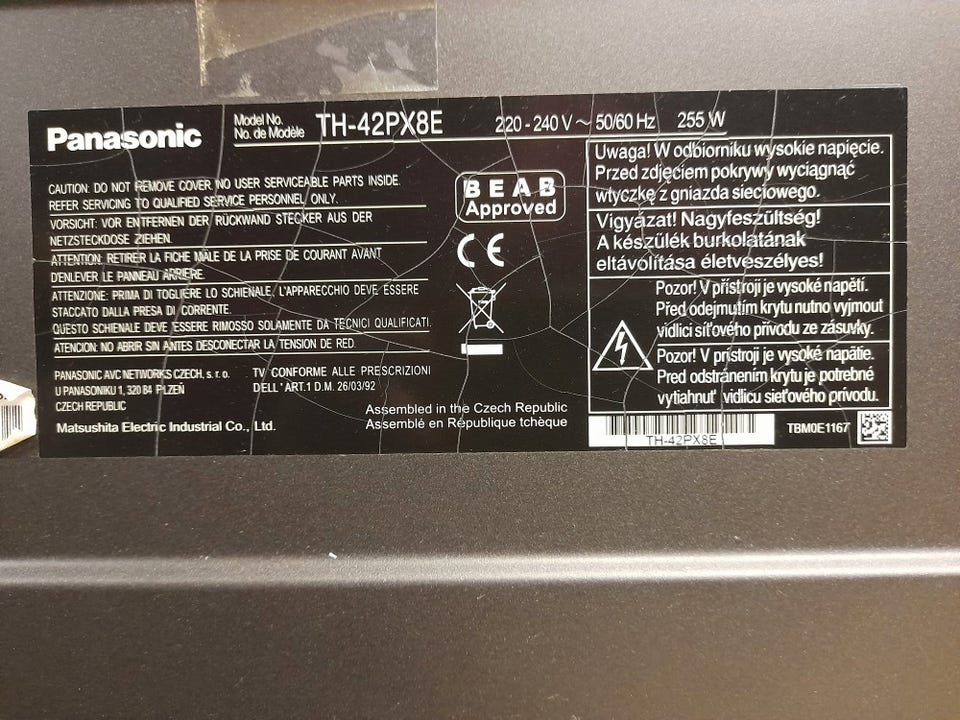 Panasonic
Model No.
No. de Modèle
TH-42PX8E
220 - 240 V ~ 50/60 Hz 255 W
CAUTION: DO NOT REMOVE COVER. NO USER SERVICEABLE PARTS INSIDE.
REFER SERVICING TO QUALIFIED SERVICE PERSONNEL ONLY.
VORSICHT: VOR ENTFERNEN DER RÜCKWAND STECKER AUS DER
NETZSTECKDOSE ZIEHEN.
ATTENTION: RETIRER LA FICHE MÂLE DE LA PRISE DE COURANT AVANT
D'ENLEVER LE PANNEAU ARRIÈRE.
ATTENZIONE: PRIMA DI TOGLIERE LO SCHIENALE, L'APPARECCHIO DEVE ESSERE
STACCATO DALLA PRESA DI CORRENTE.
QUESTO SCHIENALE DEVE ESSERE RIMOSSO SOLAMENTE DA TECNICI QUALIFICATI.
ATENCION: NO ABRIR SIN ANTES DESCONECTAR LA TENSION DE RED.
PANASONIC AVC NETWORKS CZECH, s. r. o.
U PANASONIKU 1, 320 84 PLZEŇ
CZECH REPUBLIC
TV CONFORME ALLE PRESCRIZIONI
DELL' ART.1 D.M. 26/03/92
Matsushita Electric Industrial Co., Ltd.
Assembled in the Czech Republic
Assemblé en République tchèque
BEAB
Approved
CE
Uwaga! W odbiorniku wysokie napięcie.
Przed zdjęciem pokrywy wyciągnąć
wtyczkę z gniazda sieciowego.
Vigyázat! Nagyfeszültség!
A készülék burkolatának
eltávolítása életveszélyes!
Pozor! V přístroji je vysoké napětí.
Před odejmutím krytu nutno vyjmout
vidlici síťového přívodu ze zásuvky.
Pozor! V prístroji je vysoké napätie.
Pred odstránením krytu je potrebné
vytiahnuť vidlicu sieťového prívodu.
TH-42PX8E
TBM0E1167